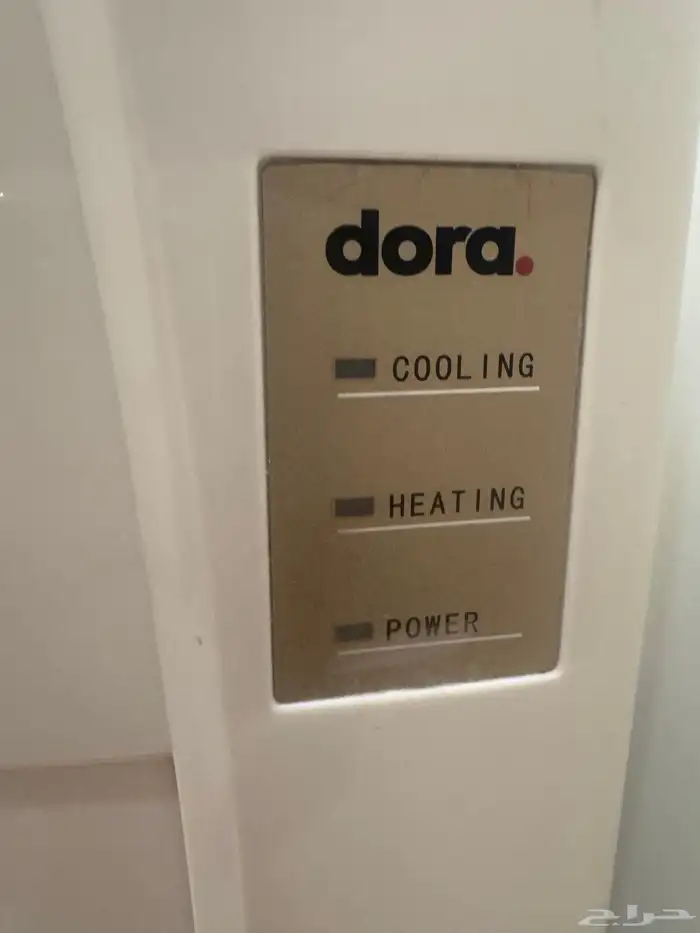 dora.
COOLING
HEATING
POWER
حراج